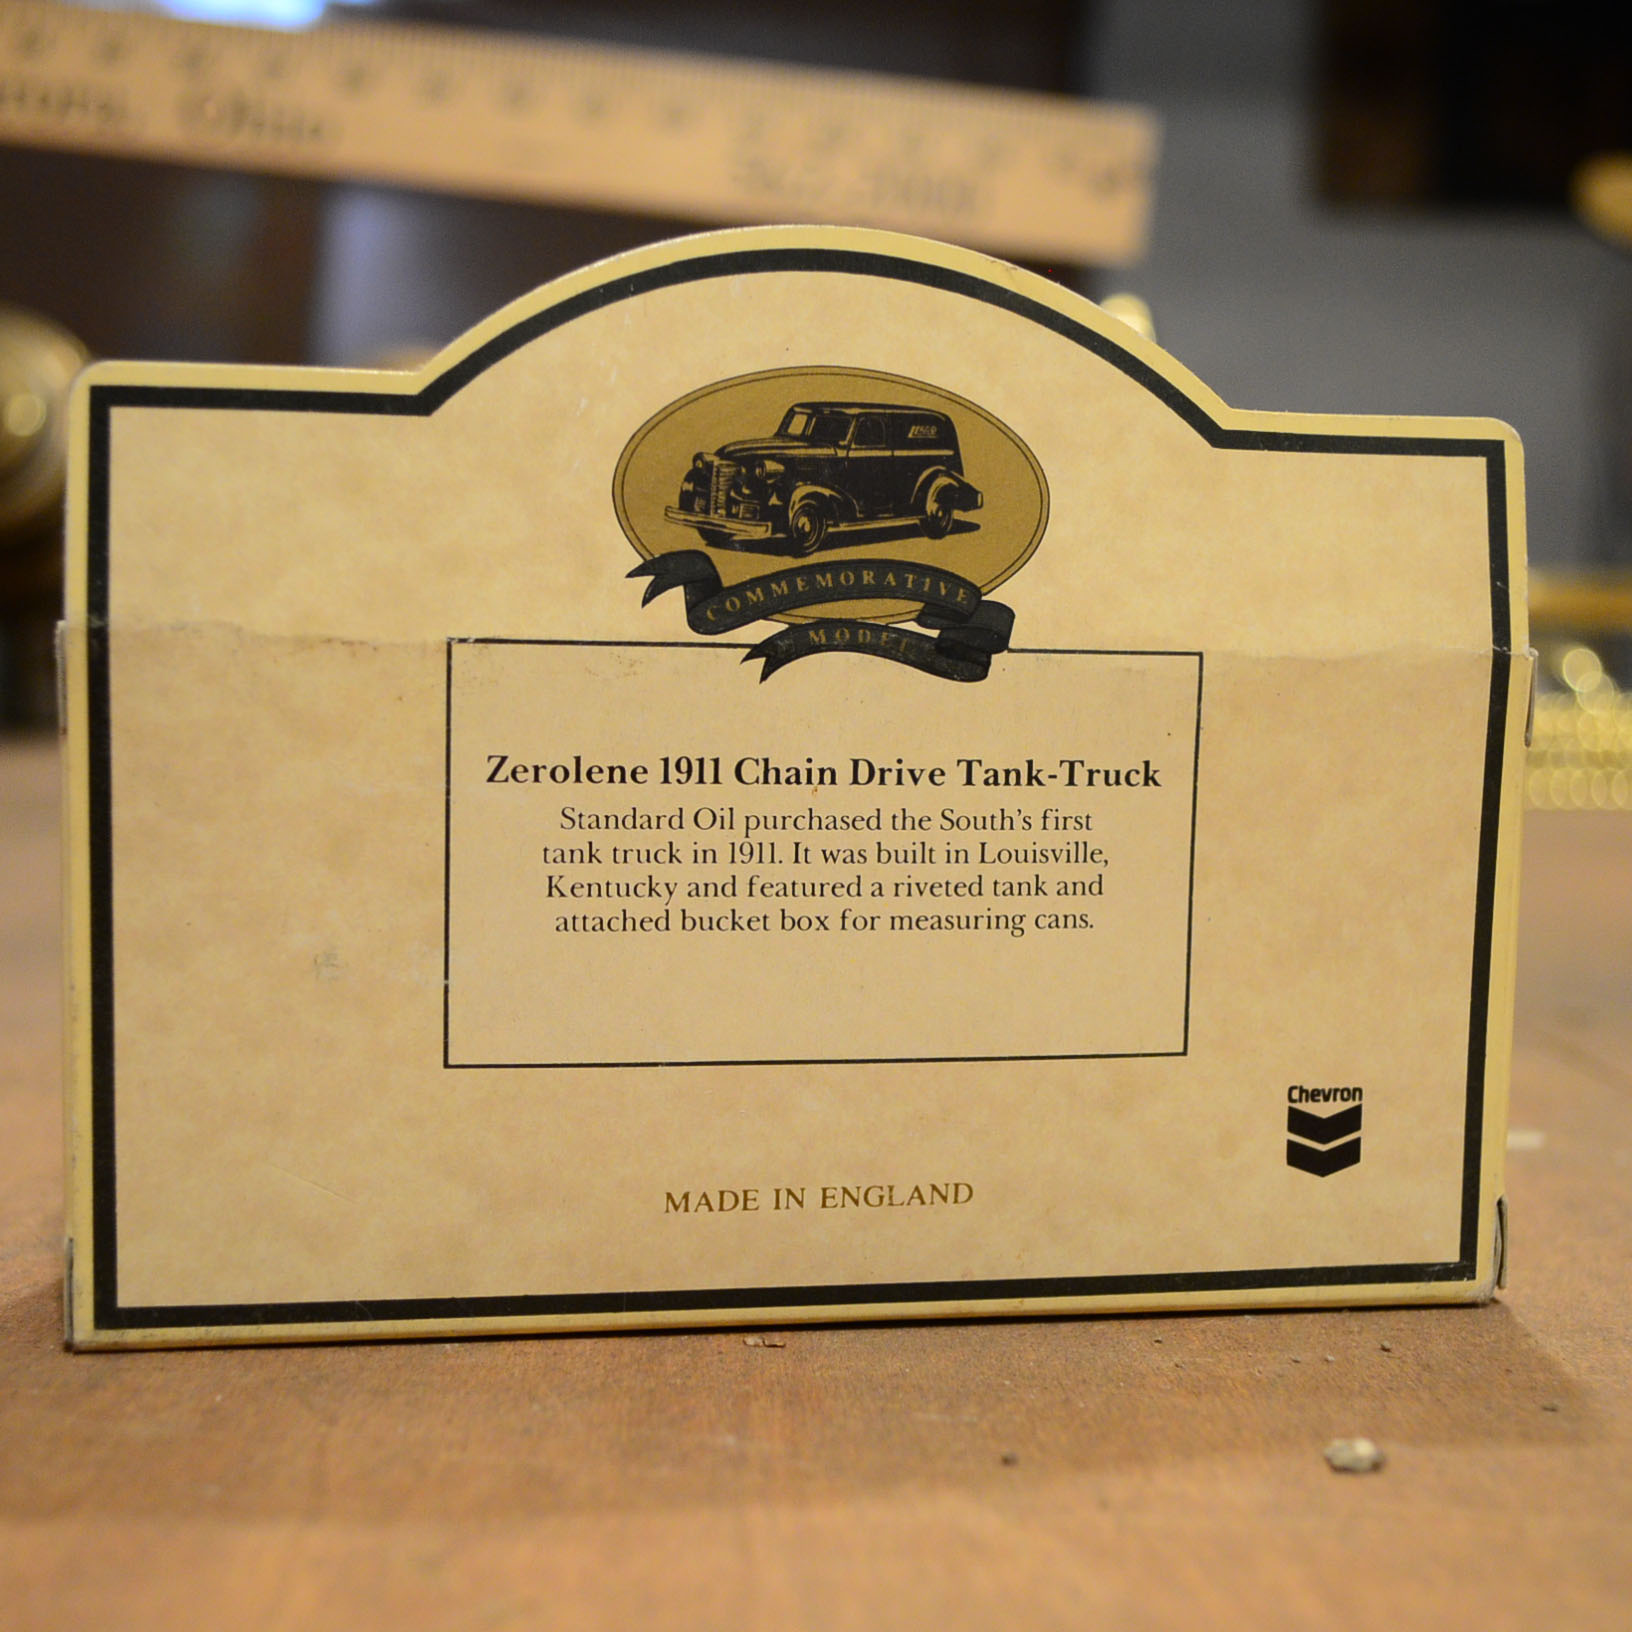 Ohio
COMMEMORATIVE
MODEL
Zerolene 1911 Chain Drive Tank-Truck
Standard Oil purchased the South's first
tank truck in 1911. It was built in Louisville,
Kentucky and featured a riveted tank and
attached bucket box for measuring cans.
Chevron
MADE IN ENGLAND